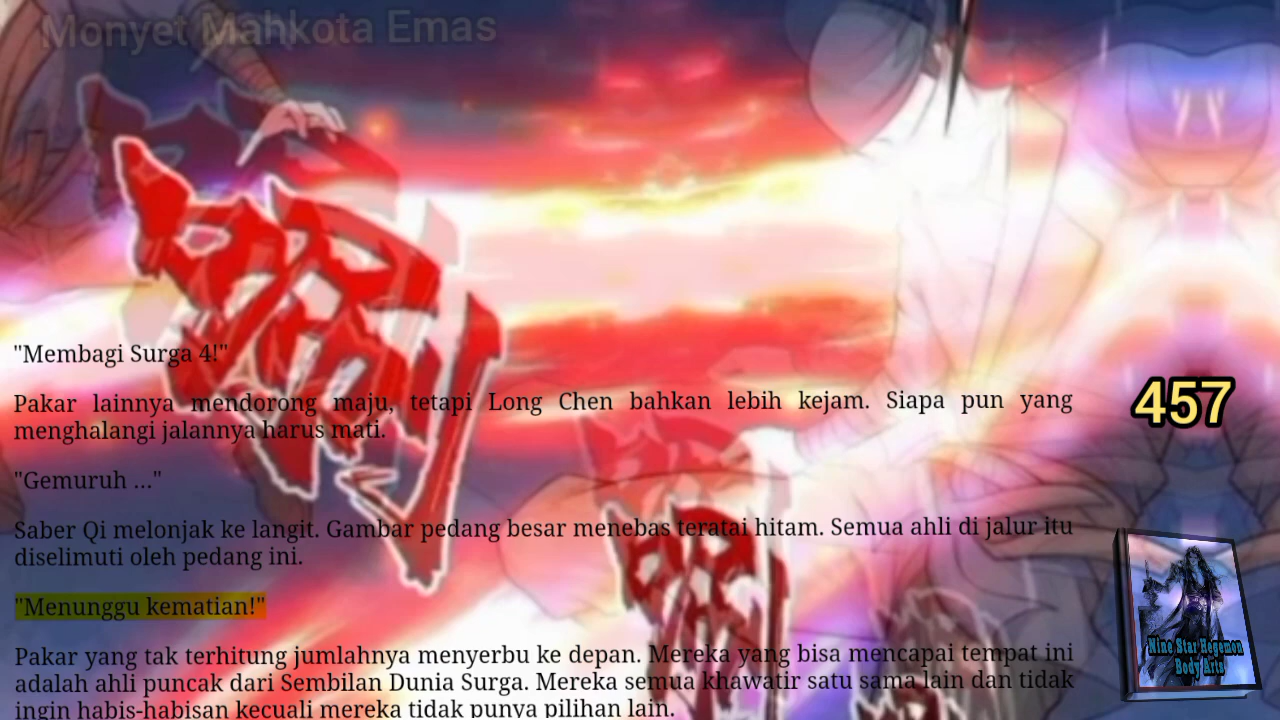 Monyet Mahkota Emas
"Membagi Surga 4!"
Pakar lainnya mendorong maju, tetapi Long Chen bahkan lebih kejam. Siapa pun yang
menghalangi jalannya harus mati.
"Gemuruh ..."
Saber Qi melonjak ke langit. Gambar pedang besar menebas teratai hitam. Semua ahli di jalur itu
diselimuti oleh pedang ini.
"Menunggu kematian!"
Pakar yang tak terhitung jumlahnya menyerbu ke depan. Mereka yang bisa mencapai tempat ini
adalah ahli puncak dari Sembilan Dunia Surga. Mereka semua khawatir satu sama lain dan tidak
ingin habis-habisan kecuali mereka tidak punya pilihan lain.
457
Nine Star Hegemon
Body Arts